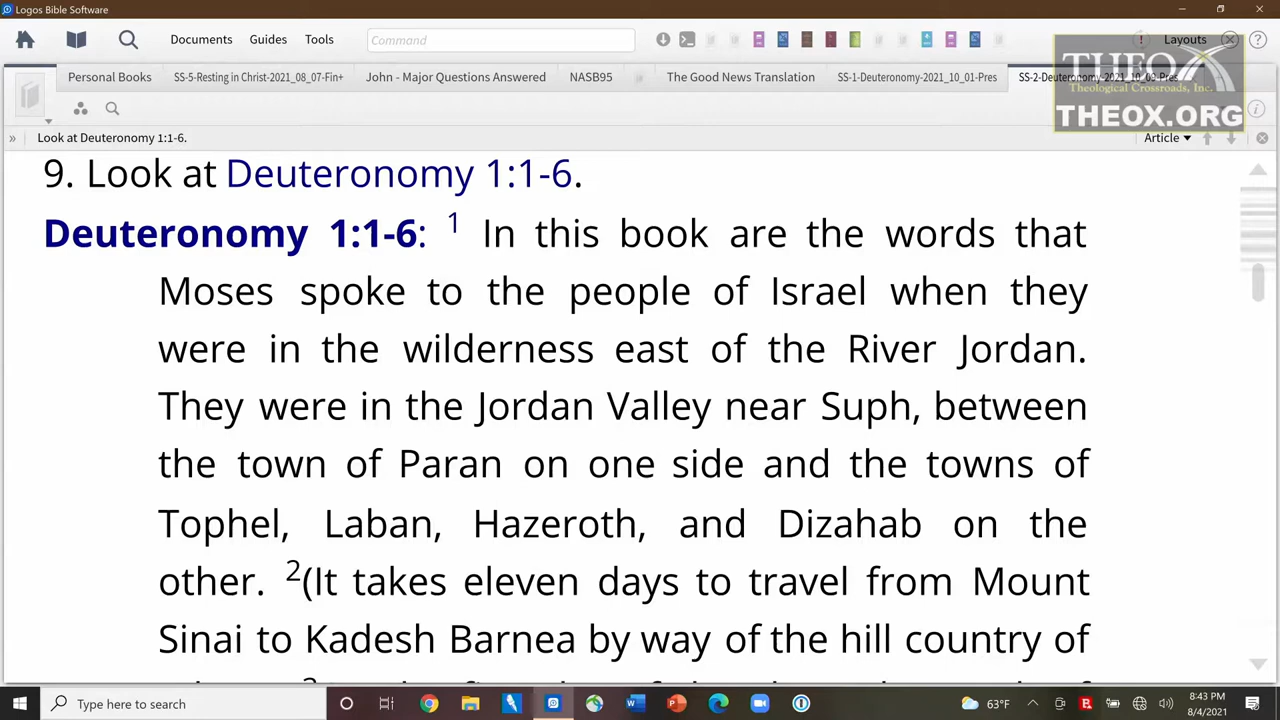 Logos Bible Software
Documents Guides Tools Command Layouts
Personal Books SS-5-Resting in Christ-2021_08_07-Fin+ John - Major Questions Answered NASB95 The Good News Translation SS-1-Deuteronomy-2021_10_01-Pres
THEOX
Theological Crossroads, Inc.
THEOX.ORG
Look at Deuteronomy 1:1-6. Article
9. Look at Deuteronomy 1:1-6.
Deuteronomy 1:1-6: 1 In this book are the words that
Moses spoke to the people of Israel when they
were in the wilderness east of the River Jordan.
They were in the Jordan Valley near Suph, between
the town of Paran on one side and the towns of
Tophel, Laban, Hazeroth, and Dizahab on the
other. 2(It takes eleven days to travel from Mount
Sinai to Kadesh Barnea by way of the hill country of
Type here to search
63°F
8:43 PM
8/4/2021